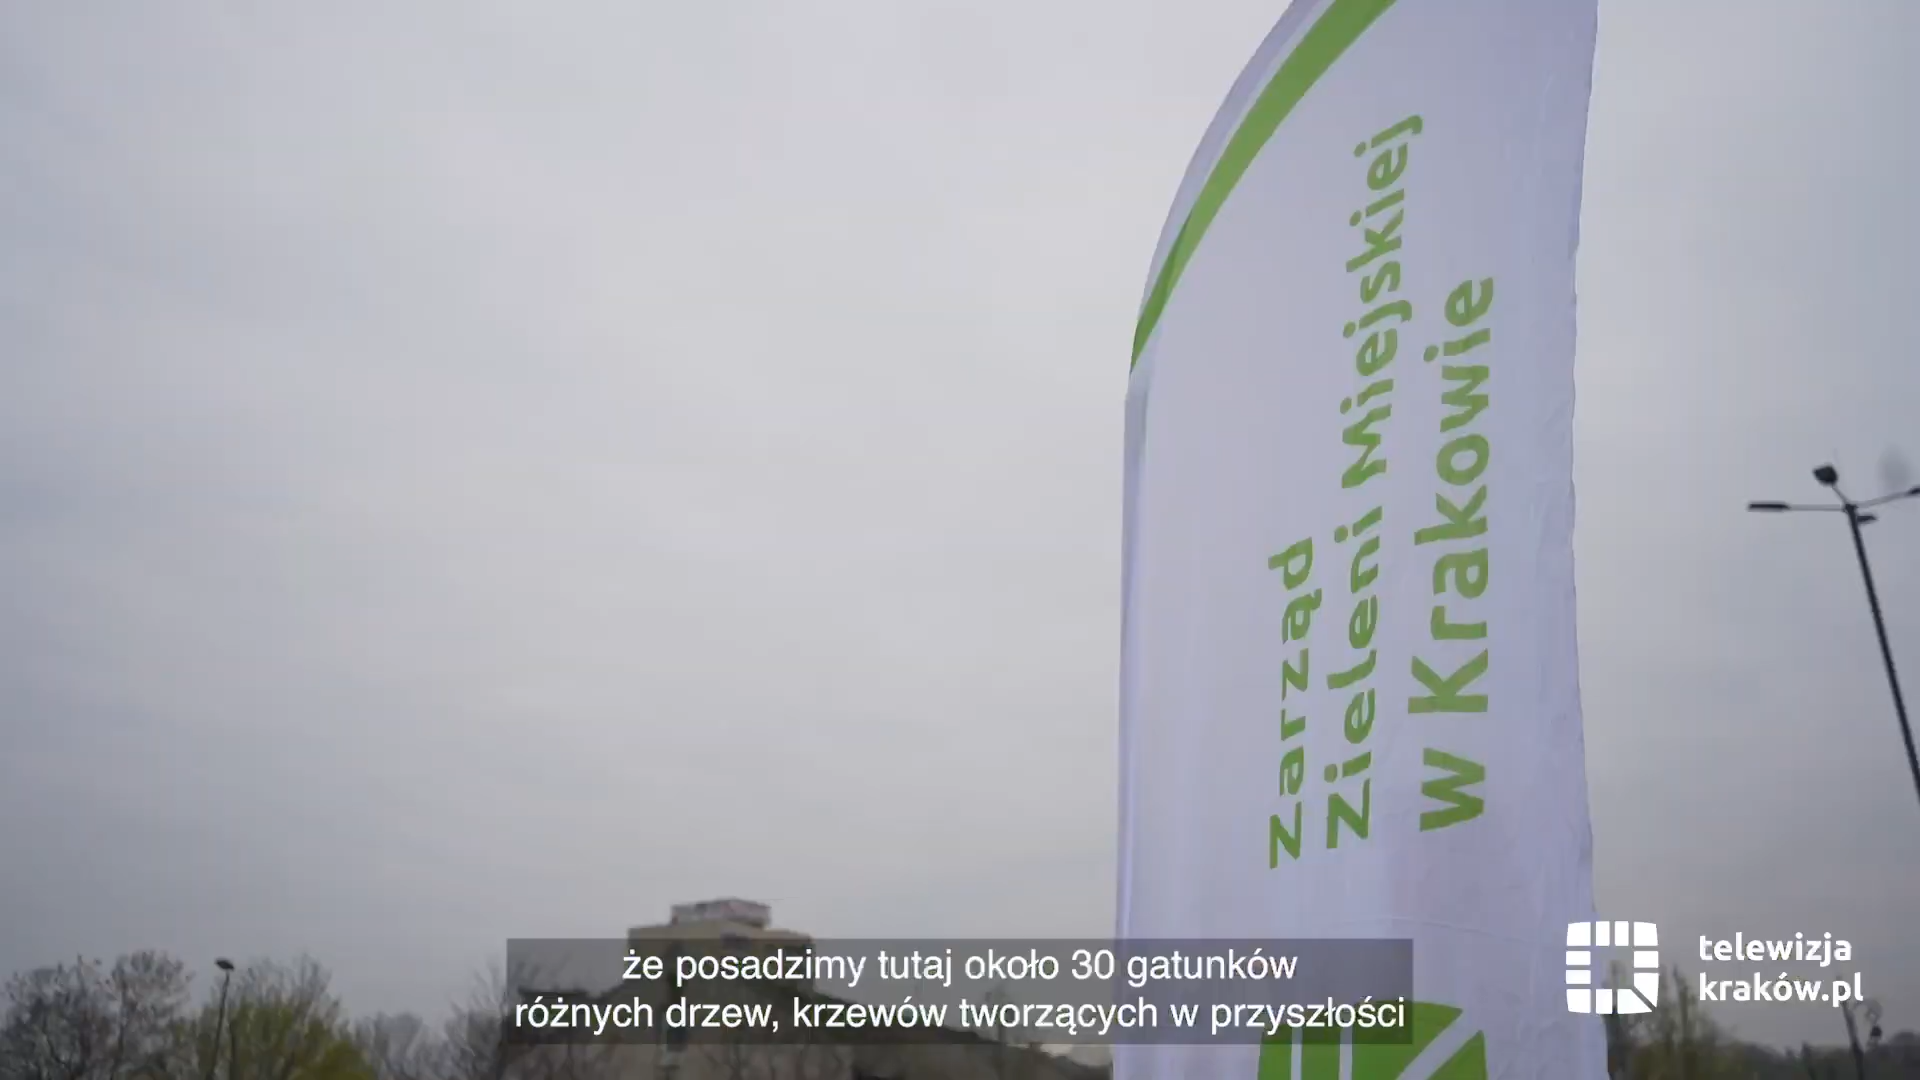 Zarząd
Zieleni Miejskiej
w Krakowie
że posadzimy tutaj około 30 gatunków
różnych drzew, krzewów tworzących w przyszłości
telewizja
kraków.pl